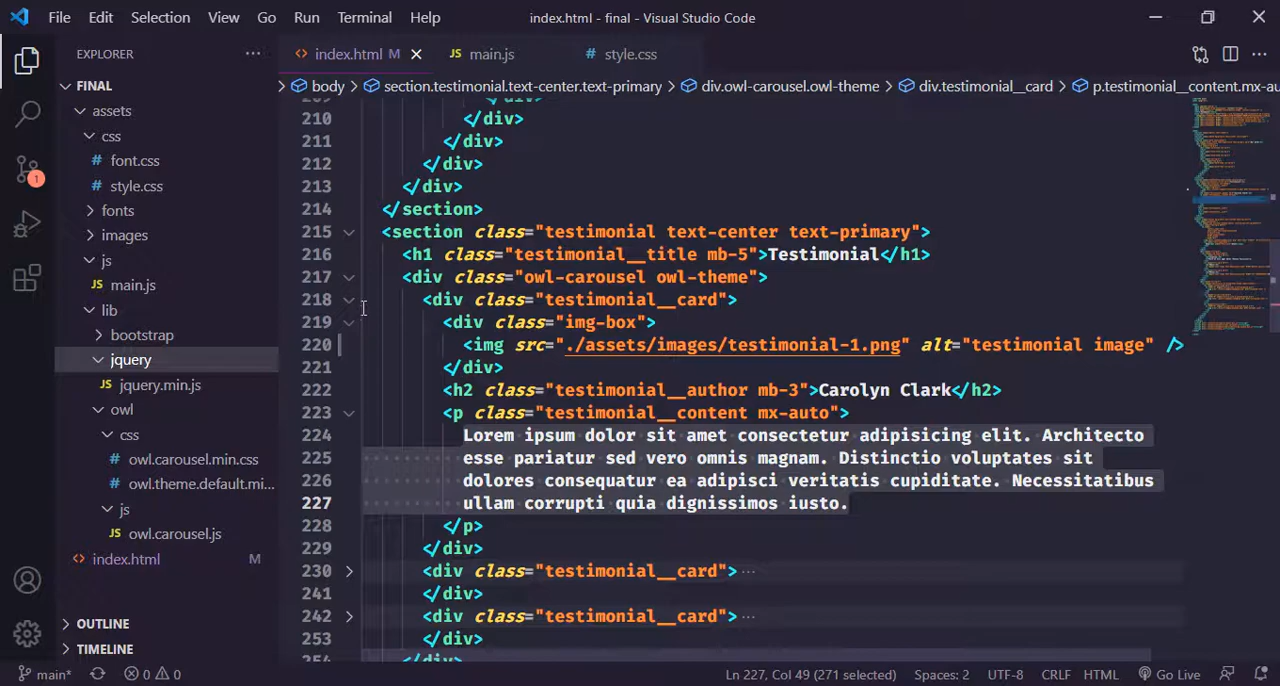 File Edit Selection View Go Run Terminal Help index.html - final - Visual Studio Code
EXPLORER ··· <> index.html M × JS main.js # style.css ···
FINAL
assets
css
# font.css
# style.css
fonts
images
js
JS main.js
lib
bootstrap
jquery
JS jquery.min.js
owl
css
# owl.carousel.min.css
# owl.theme.default.mi...
js
JS owl.carousel.js
<> index.html M
OUTLINE
TIMELINE
1
> body > section.testimonial.text-center.text-primary > div.owl-carousel.owl-theme > div.testimonial__card > p.testimonial__content.mx-au
209 </div>
210 </div>
211 </div>
212 </div>
213 </div>
214 </section>
215 <section class="testimonial text-center text-primary">
216 <h1 class="testimonial__title mb-5">Testimonial</h1>
217 <div class="owl-carousel owl-theme">
218 <div class="testimonial__card">
219 <div class="img-box">
220 <img src="./assets/images/testimonial-1.png" alt="testimonial image" />
221 </div>
222 <h2 class="testimonial__author mb-3">Carolyn Clark</h2>
223 <p class="testimonial__content mx-auto">
224 Lorem ipsum dolor sit amet consectetur adipisicing elit. Architecto
225 esse pariatur sed vero omnis magnam. Distinctio voluptates sit
226 dolores consequatur ea adipisci veritatis cupiditate. Necessitatibus
227 ullam corrupti quia dignissimos iusto.
228 </p>
229 </div>
230 <div class="testimonial__card"> ···
241 </div>
242 <div class="testimonial__card"> ···
253 </div>
254 </div>
main* 0 0 Ln 227, Col 49 (271 selected) Spaces: 2 UTF-8 CRLF HTML Go Live